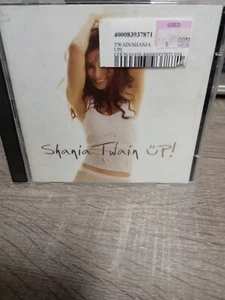 USED
400083937871
TWAIN/SHANIA
UP!
Shania Twain UP!